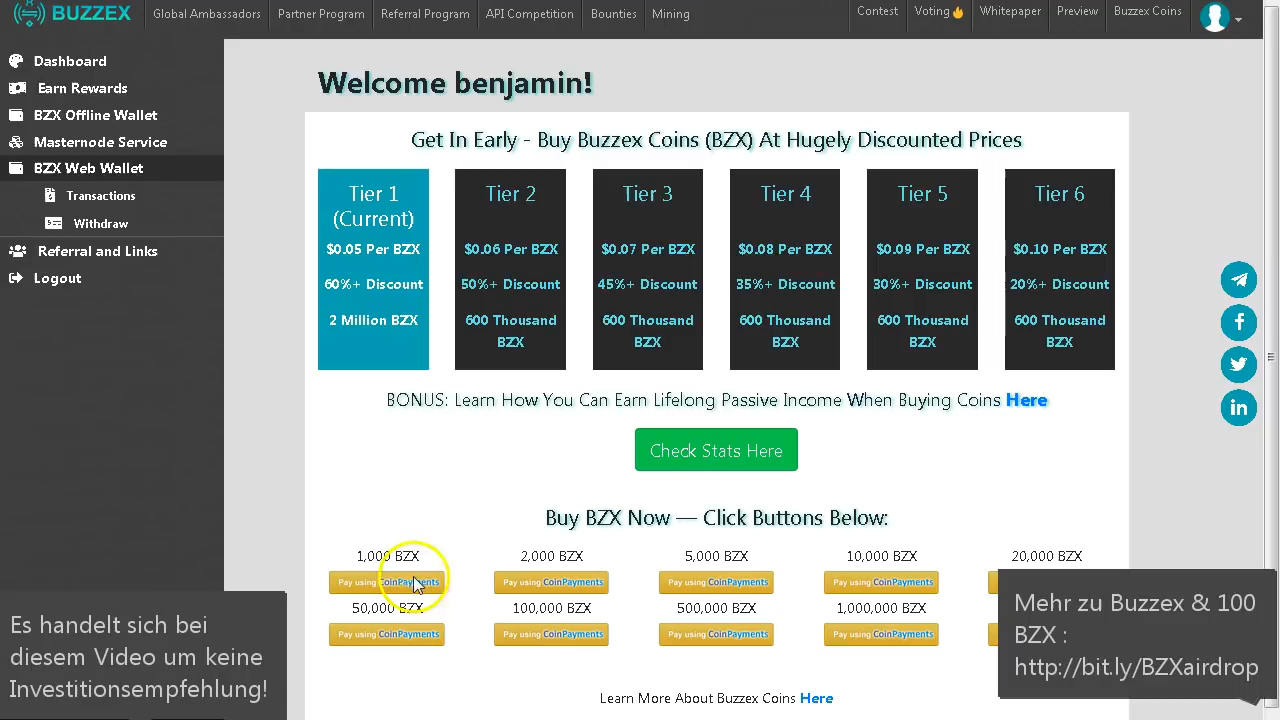 BUZZEX
Global Ambassadors
Partner Program
Referral Program
API Competition
Bounties
Mining
Contest
Voting
Whitepaper
Preview
Buzzex Coins
Dashboard
Earn Rewards
BZX Offline Wallet
Masternode Service
BZX Web Wallet
Transactions
Withdraw
Referral and Links
Logout
Welcome benjamin!
Get In Early - Buy Buzzex Coins (BZX) At Hugely Discounted Prices
Tier 1
(Current)
$0.05 Per BZX
60%+ Discount
2 Million BZX
Tier 2
$0.06 Per BZX
50%+ Discount
600 Thousand
BZX
Tier 3
$0.07 Per BZX
45%+ Discount
600 Thousand
BZX
Tier 4
$0.08 Per BZX
35%+ Discount
600 Thousand
BZX
Tier 5
$0.09 Per BZX
30%+ Discount
600 Thousand
BZX
Tier 6
$0.10 Per BZX
20%+ Discount
600 Thousand
BZX
BONUS: Learn How You Can Earn Lifelong Passive Income When Buying Coins Here
Check Stats Here
Buy BZX Now — Click Buttons Below:
1,000 BZX
Pay using CoinPayments
2,000 BZX
Pay using CoinPayments
5,000 BZX
Pay using CoinPayments
10,000 BZX
Pay using CoinPayments
20,000 BZX
50,000 BZX
Pay using CoinPayments
100,000 BZX
Pay using CoinPayments
500,000 BZX
Pay using CoinPayments
1,000,000 BZX
Pay using CoinPayments
Learn More About Buzzex Coins Here
Es handelt sich bei
diesem Video um keine
Investitionsempfehlung!
Mehr zu Buzzex & 100
BZX :
http://bit.ly/BZXairdrop